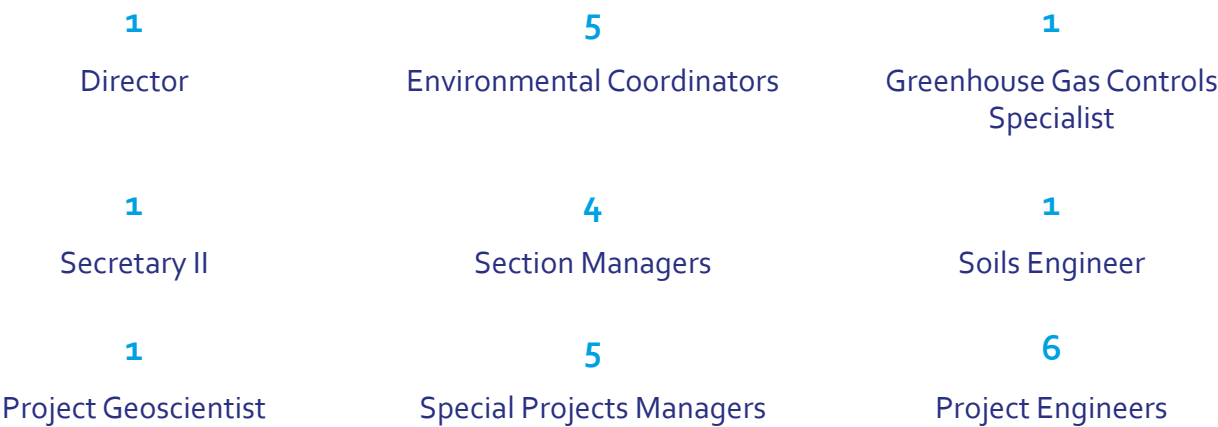 1
Director
5
Environmental Coordinators
1
Greenhouse Gas Controls
Specialist
1
Secretary II
4
Section Managers
1
Soils Engineer
1
Project Geoscientist
5
Special Projects Managers
6
Project Engineers